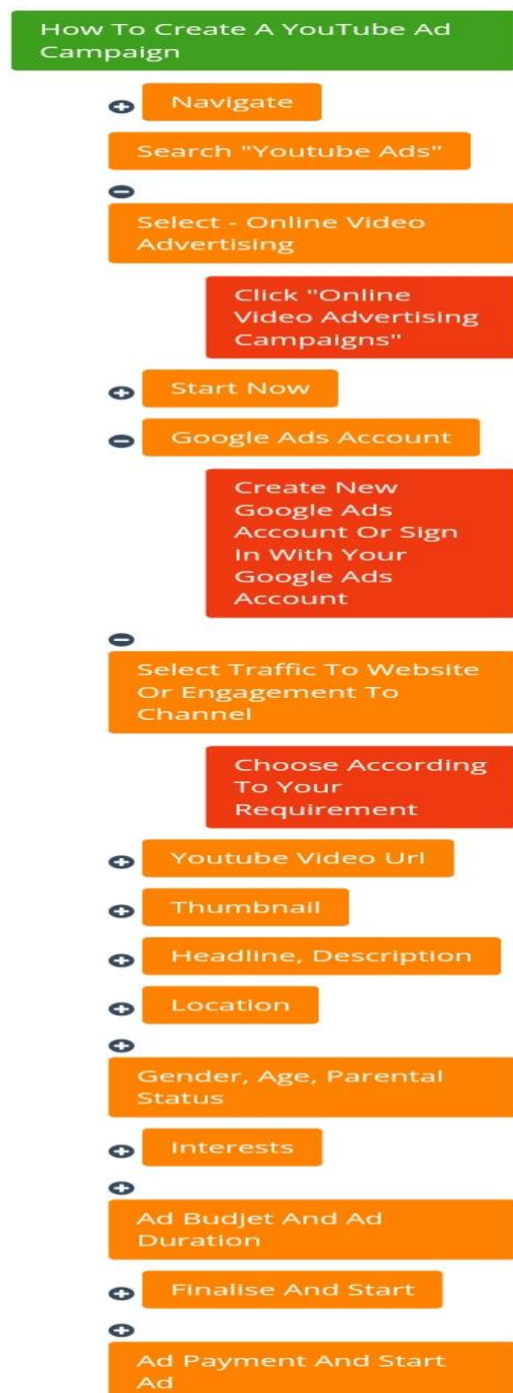 How To Create A YouTube Ad
Campaign
Navigate
Search "Youtube Ads"
Select - Online Video
Advertising
Click "Online
Video Advertising
Campaigns"
Start Now
Google Ads Account
Create New
Google Ads
Account Or Sign
In With Your
Google Ads
Account
Select Traffic To Website
Or Engagement To
Channel
Choose According
To Your
Requirement
Youtube Video Url
Thumbnail
Headline, Description
Location
Gender, Age, Parental
Status
Interests
Ad Budjet And Ad
Duration
Finalise And Start
Ad Payment And Start
Ad